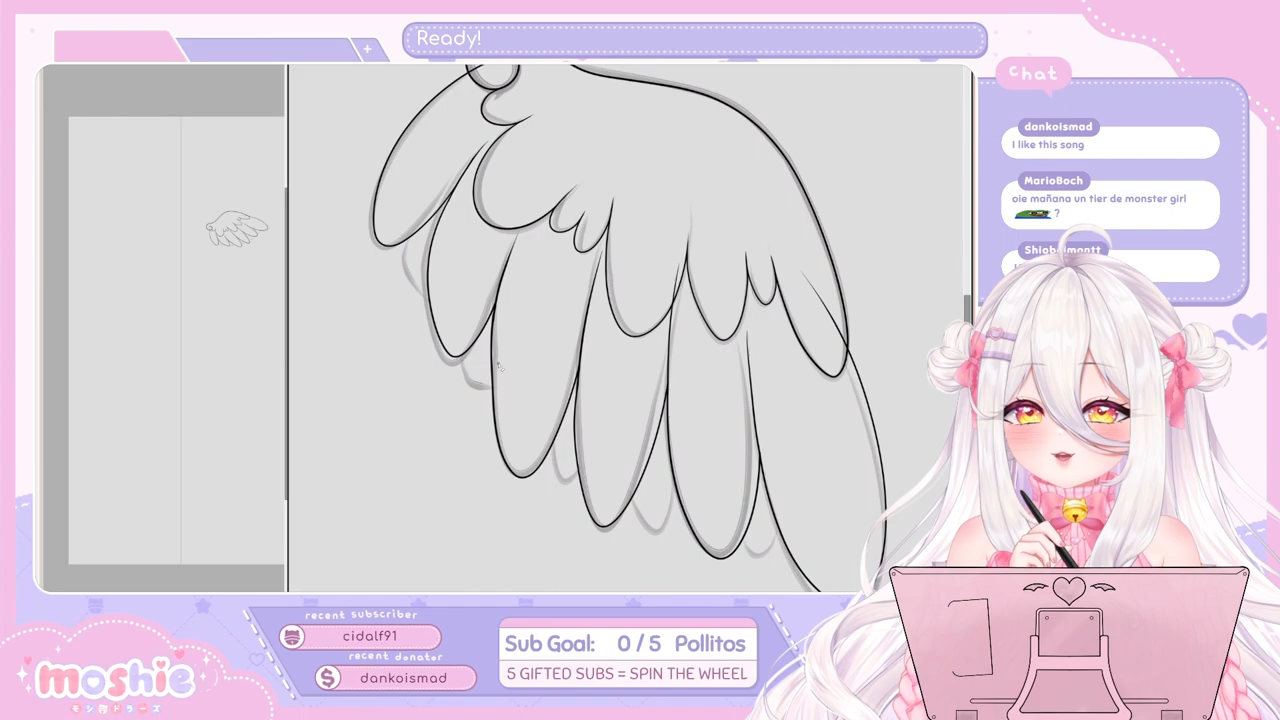 Ready!
+
chat
dankoismad
I like this song
MarioBoch
oie mañana un tier de monster girl
?
recent subscriber
cidalf91
recent donater
$ dankoismad
Sub Goal: 0 / 5 Pollitos
5 GIFTED SUBS = SPIN THE WHEEL
moshie